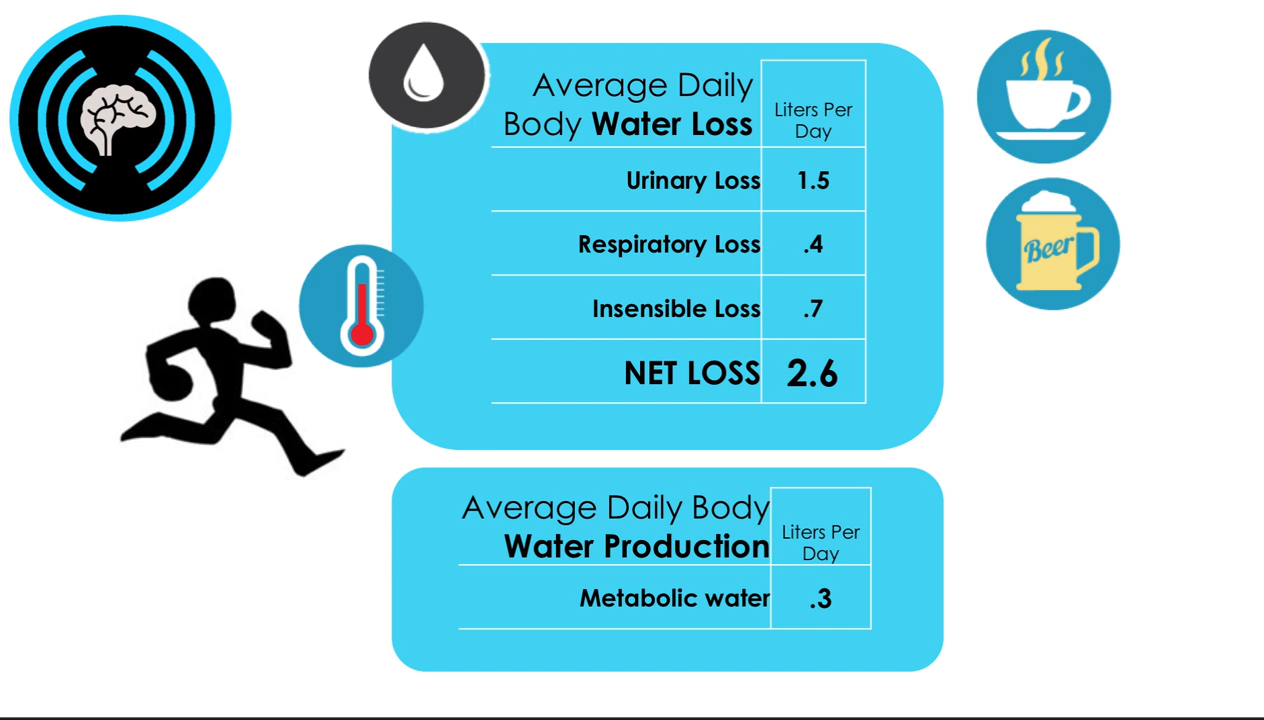 Average Daily
Body Water Loss
Liters Per
Day
Urinary Loss 1.5
Respiratory Loss .4
Insensible Loss .7
NET LOSS 2.6
Beer
Average Daily Body
Water Production
Liters Per
Day
Metabolic water .3